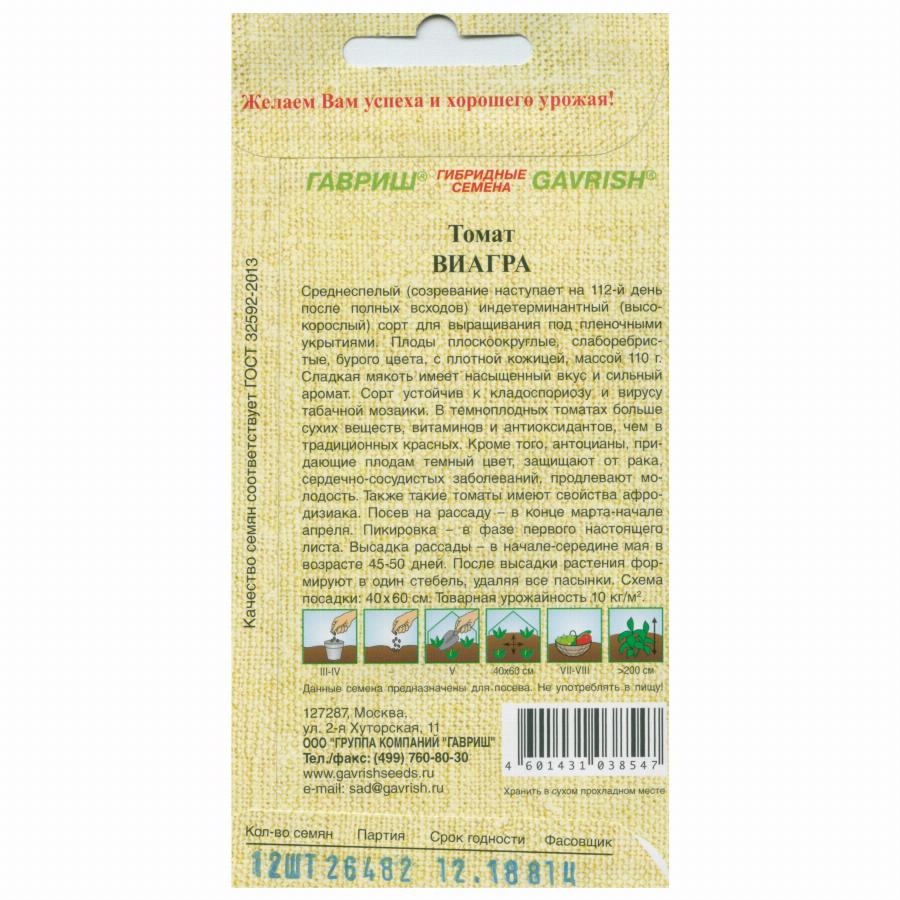 Желаем Вам успеха и хорошего урожая!
ГАВРИШ® ГИБРИДНЫЕ СЕМЕНА GAVRISH®
Томат
ВИАГРА
Среднеспелый (созревание наступает на 112-й день
после полных всходов) индетерминантный (высо-
корослый) сорт для выращивания под пленочными
укрытиями. Плоды плоскоокруглые, слаборебрис-
тые, бурого цвета, с плотной кожицей, массой 110 г.
Сладкая мякоть имеет насыщенный вкус и сильный
аромат. Сорт устойчив к кладоспориозу и вирусу
табачной мозаики. В темноплодных томатах больше
сухих веществ, витаминов и антиоксидантов, чем в
традиционных красных. Кроме того, антоцианы, при-
дающие плодам темный цвет, защищают от рака,
сердечно-сосудистых заболеваний, продлевают мо-
лодость. Также такие томаты имеют свойства афро-
дизиака. Посев на рассаду – в конце марта-начале
апреля. Пикировка – в фазе первого настоящего
листа. Высадка рассады – в начале-середине мая в
возрасте 45-50 дней. После высадки растения фор-
мируют в один стебель, удаляя все пасынки. Схема
посадки: 40х60 см. Товарная урожайность 10 кг/м².
III-IV V 40х60 см VII-VIII >200 см
Данные семена предназначены для посева. Не употреблять в пищу!
Качество семян соответствует ГОСТ 32592-2013
127287, Москва,
ул. 2-я Хуторская, 11
ООО "ГРУППА КОМПАНИЙ "ГАВРИШ"
Тел./факс: (499) 760-80-30
www.gavrishseeds.ru
e-mail: sad@gavrish.ru
4 601431 038547
Хранить в сухом прохладном месте
Кол-во семян Партия Срок годности Фасовщик
12ШТ 26482 12.18 814